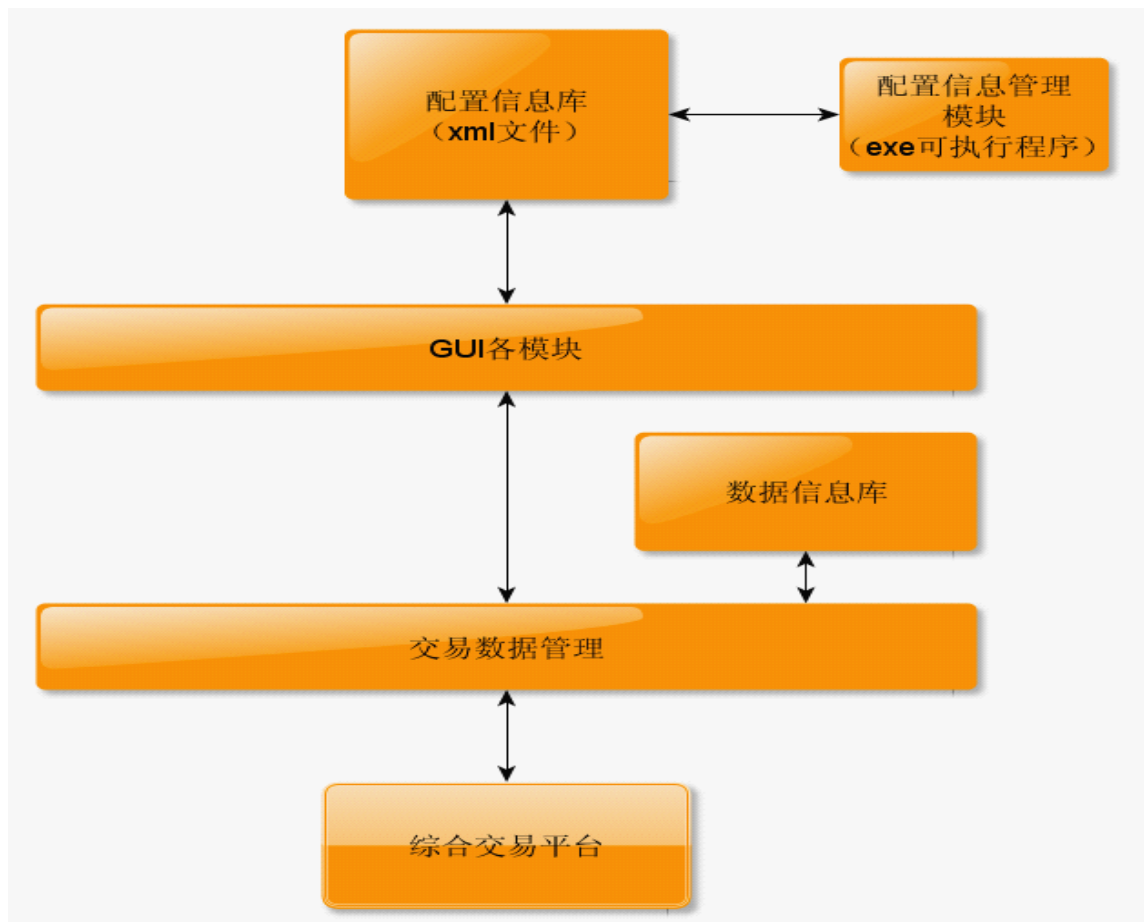 配置信息库
（xml文件）
配置信息管理
模块
（exe可执行程序）
GUI各模块
数据信息库
交易数据管理
综合交易平台